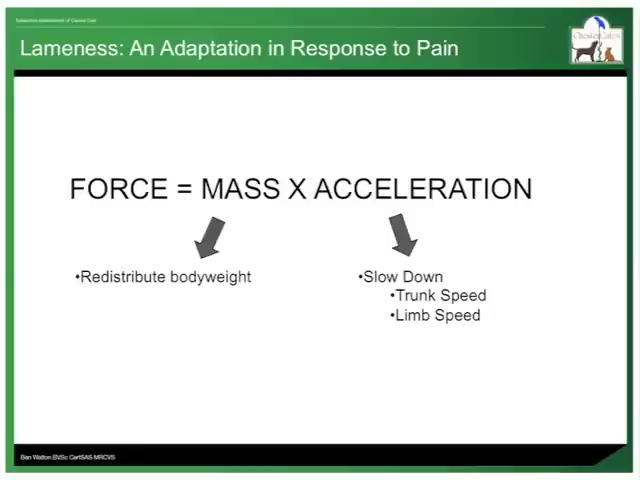 Subjective Assessment of Canine Gait
Lameness: An Adaptation in Response to Pain
ChesterGates
FORCE = MASS X ACCELERATION
•Redistribute bodyweight
•Slow Down
•Trunk Speed
•Limb Speed
Ben Walton BVSc CertSAS MRCVS